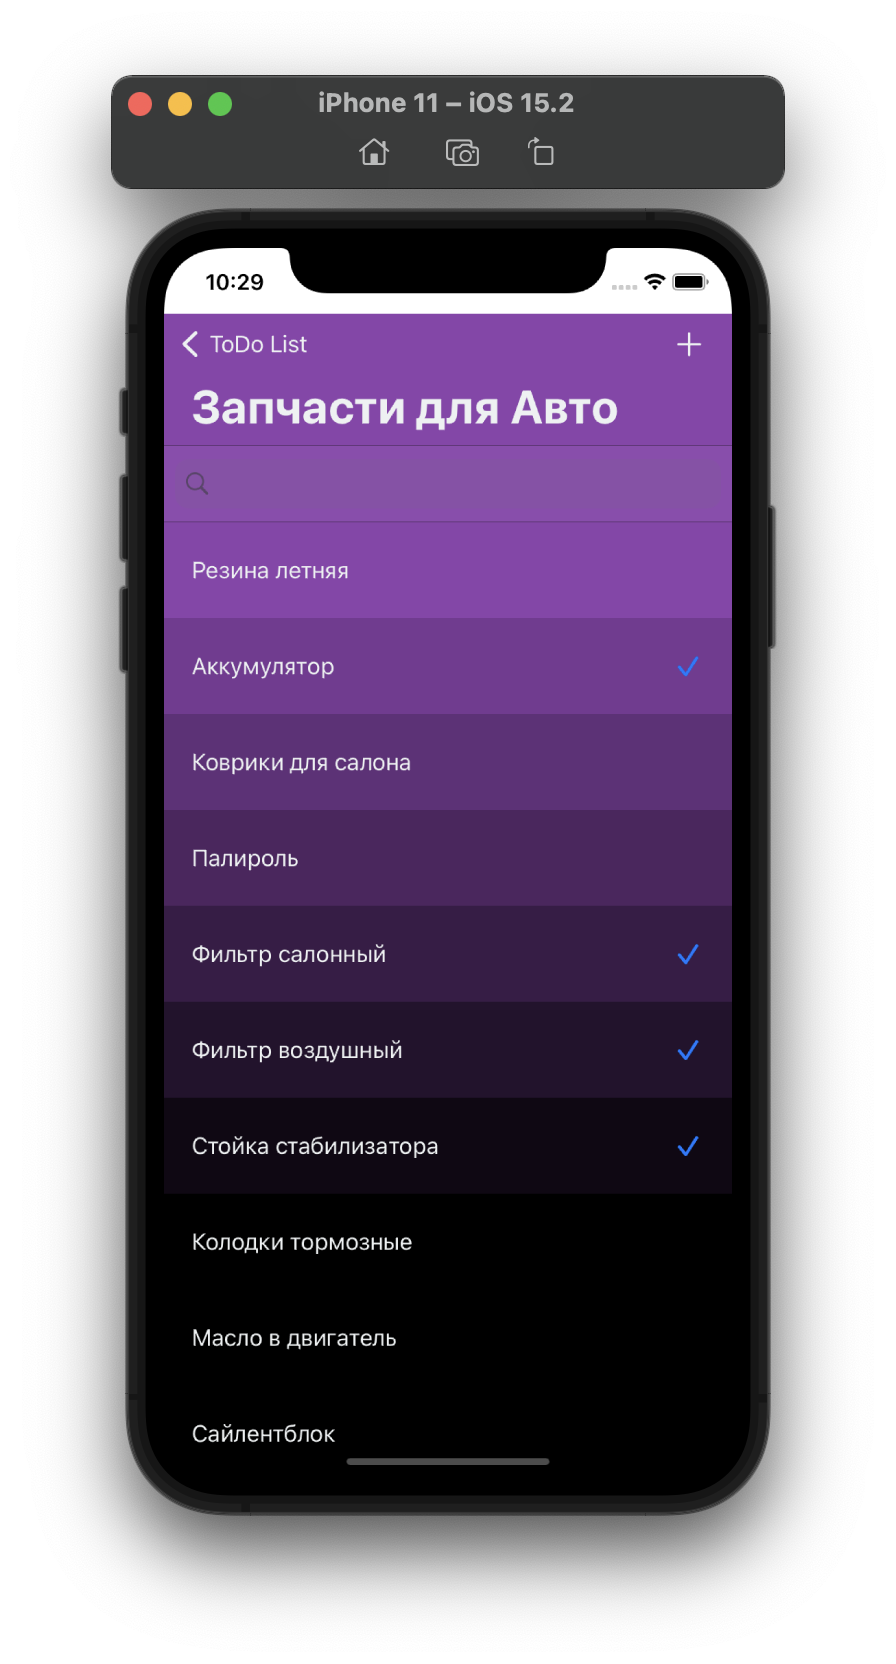 iPhone 11 – iOS 15.2
10:29
ToDo List
Запчасти для Авто
Резина летняя
Аккумулятор
Коврики для салона
Палироль
Фильтр салонный
Фильтр воздушный
Стойка стабилизатора
Колодки тормозные
Масло в двигатель
Сайлентблок